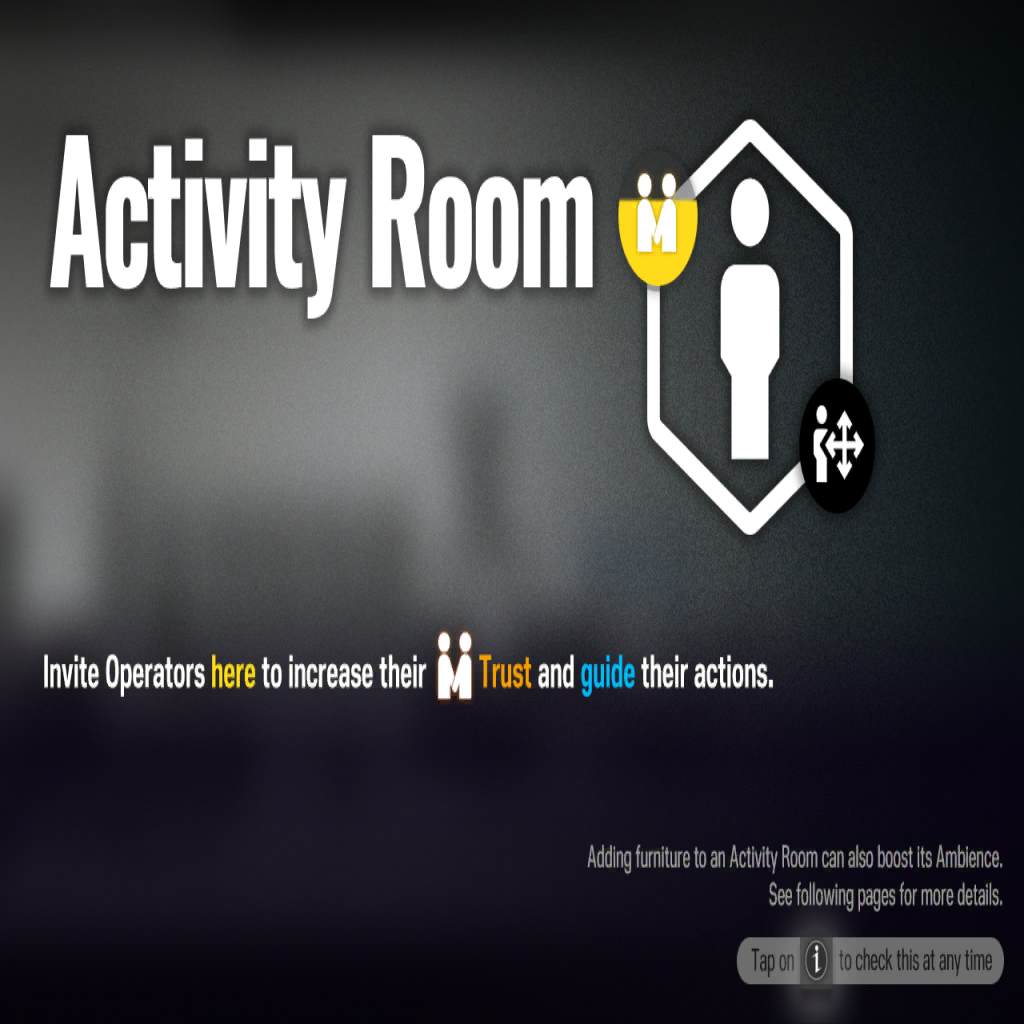 Activity Room
Invite Operators here to increase their Trust and guide their actions.
Adding furniture to an Activity Room can also boost its Ambience.
See following pages for more details.
Tap on i to check this at any time